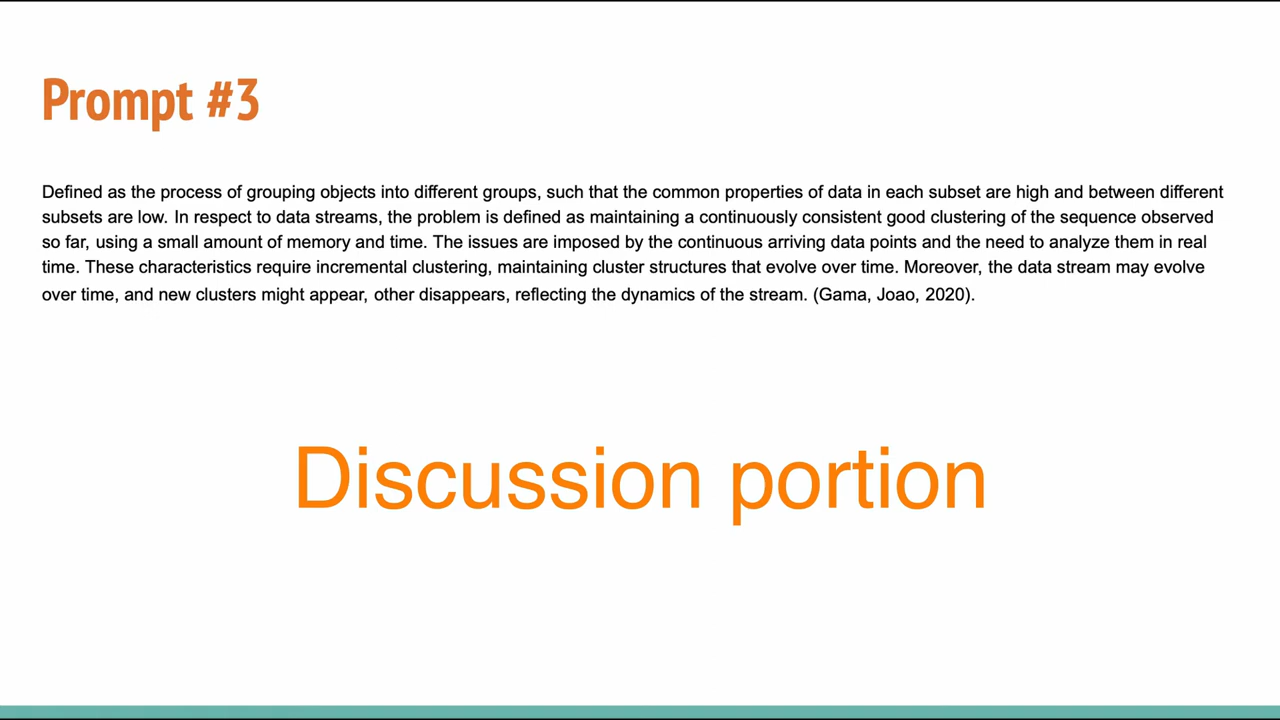 Prompt #3
Defined as the process of grouping objects into different groups, such that the common properties of data in each subset are high and between different
subsets are low. In respect to data streams, the problem is defined as maintaining a continuously consistent good clustering of the sequence observed
so far, using a small amount of memory and time. The issues are imposed by the continuous arriving data points and the need to analyze them in real
time. These characteristics require incremental clustering, maintaining cluster structures that evolve over time. Moreover, the data stream may evolve
over time, and new clusters might appear, other disappears, reflecting the dynamics of the stream. (Gama, Joao, 2020).
Discussion portion